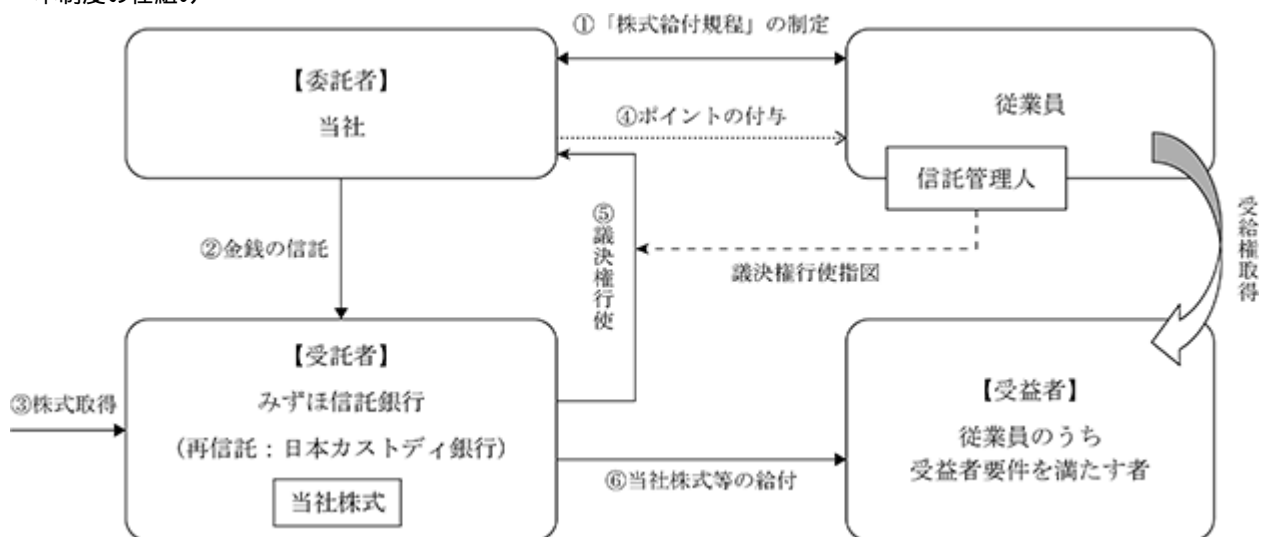 ①「株式給付規程」の制定
【委託者】
当社
従業員
④ポイントの付与
信託管理人
②金銭の信託
⑤議決権行使
議決権行使指図
受給権取得
【受託者】
みずほ信託銀行
(再信託：日本カストディ銀行)
当社株式
③株式取得
【受益者】
従業員のうち
受益者要件を満たす者
⑥当社株式等の給付